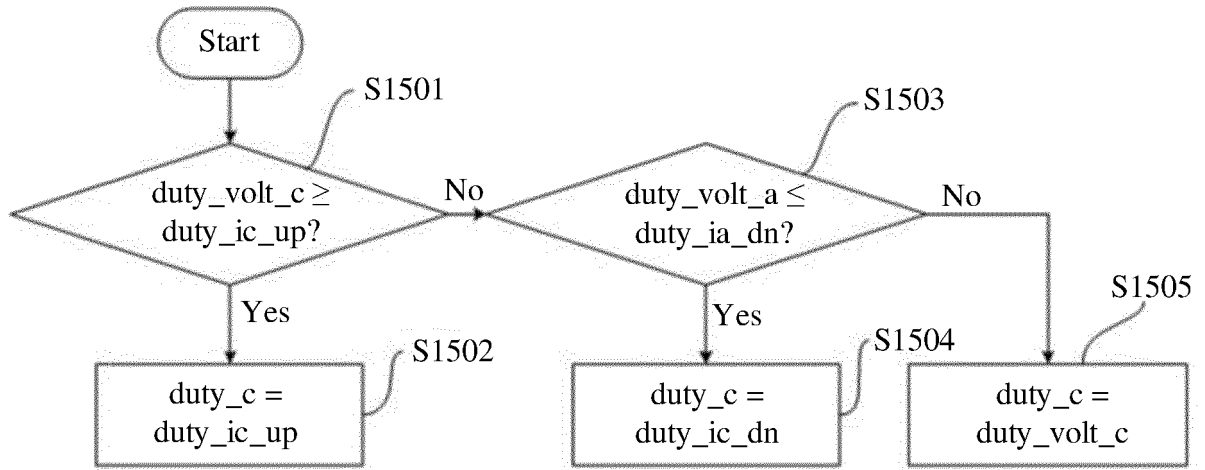 Start
S1501
S1503
duty_volt_c ≥
duty_ic_up?
No
duty_volt_a ≤
duty_ia_dn?
No
Yes
Yes
S1502
S1504
S1505
duty_c =
duty_ic_up
duty_c =
duty_ic_dn
duty_c =
duty_volt_c